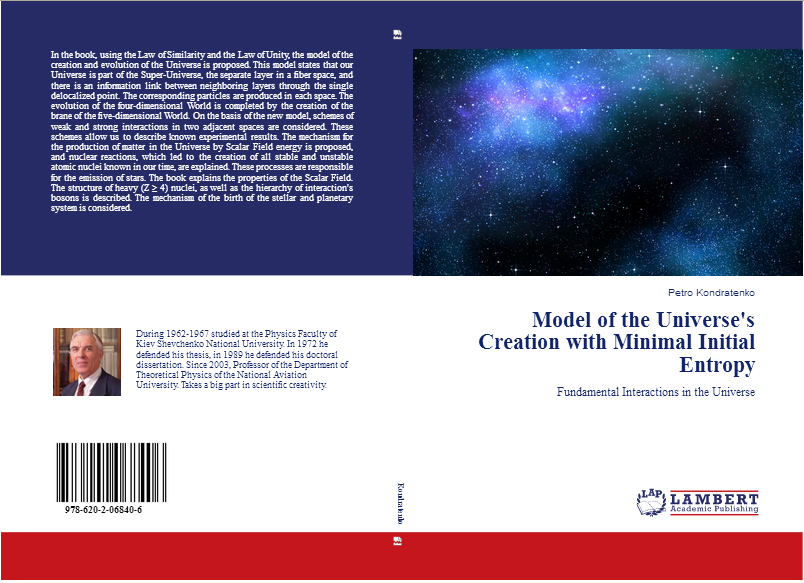 In the book, using the Law of Similarity and the Law of Unity, the model of the
creation and evolution of the Universe is proposed. This model states that our
Universe is part of the Super-Universe, the separate layer in a fiber space, and
there is an information link between neighboring layers through the single
delocalized point. The corresponding particles are produced in each space. The
evolution of the four-dimensional World is completed by the creation of the
brane of the five-dimensional World. On the basis of the new model, schemes of
weak and strong interactions in two adjacent spaces are considered. These
schemes allow us to describe known experimental results. The mechanism for
the production of matter in the Universe by Scalar Field energy is proposed,
and nuclear reactions, which led to the creation of all stable and unstable
atomic nuclei known in our time, are explained. These processes are responsible
for the emission of stars. The book explains the properties of the Scalar Field.
The structure of heavy (Z ≥ 4) nuclei, as well as the hierarchy of interaction's
bosons is described. The mechanism of the birth of the stellar and planetary
system is considered.
During 1962-1967 studied at the Physics Faculty of
Kiev Shevchenko National University. In 1972 he
defended his thesis, in 1989 he defended his doctoral
dissertation. Since 2003, Professor of the Department of
Theoretical Physics of the National Aviation
University. Takes a big part in scientific creativity.
978-620-2-06840-6
Kondratenko
Petro Kondratenko
Model of the Universe's
Creation with Minimal Initial
Entropy
Fundamental Interactions in the Universe
LAP
LAMBERT
Academic Publishing